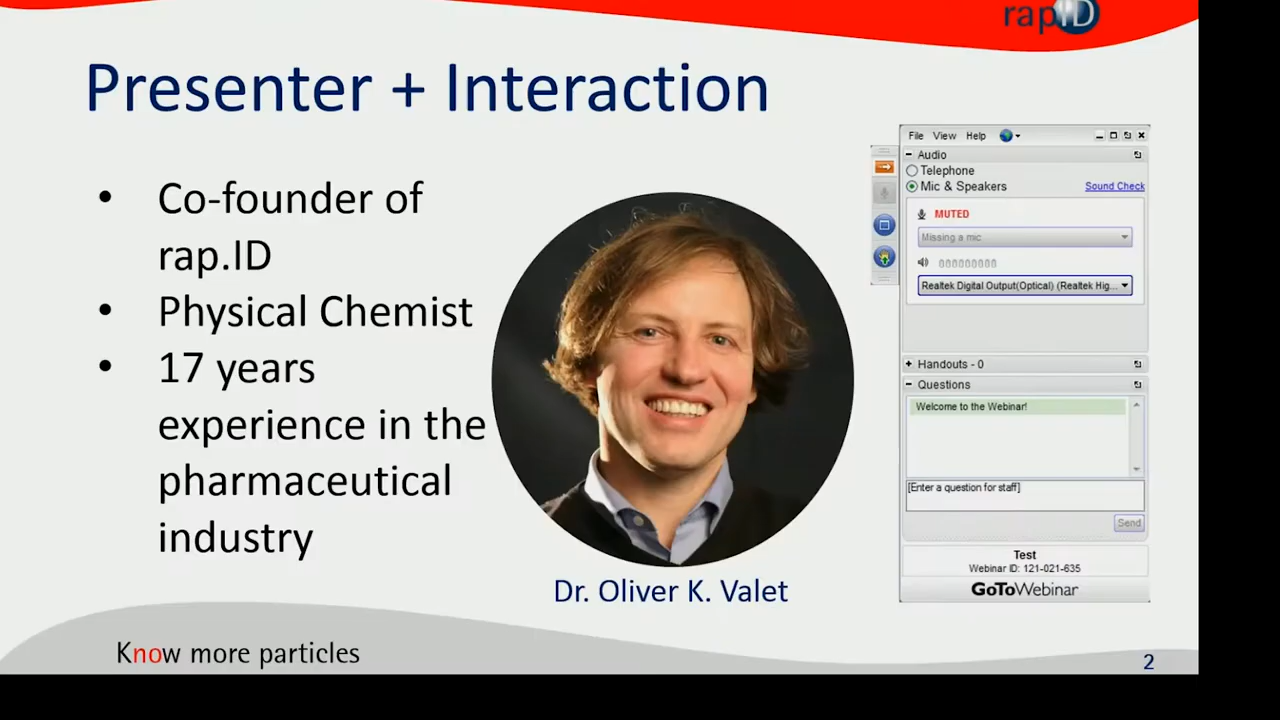 rap.ID
Presenter + Interaction
• Co-founder of
rap.ID
• Physical Chemist
• 17 years
experience in the
pharmaceutical
industry
Dr. Oliver K. Valet
File View Help
Audio
Telephone
Mic & Speakers Sound Check
MUTED
Missing a mic
Realtek Digital Output(Optical) (Realtek Hig...
Handouts - 0
Questions
Welcome to the Webinar!
[Enter a question for staff]
Send
Test
Webinar ID: 121-021-635
GoToWebinar
Know more particles
2